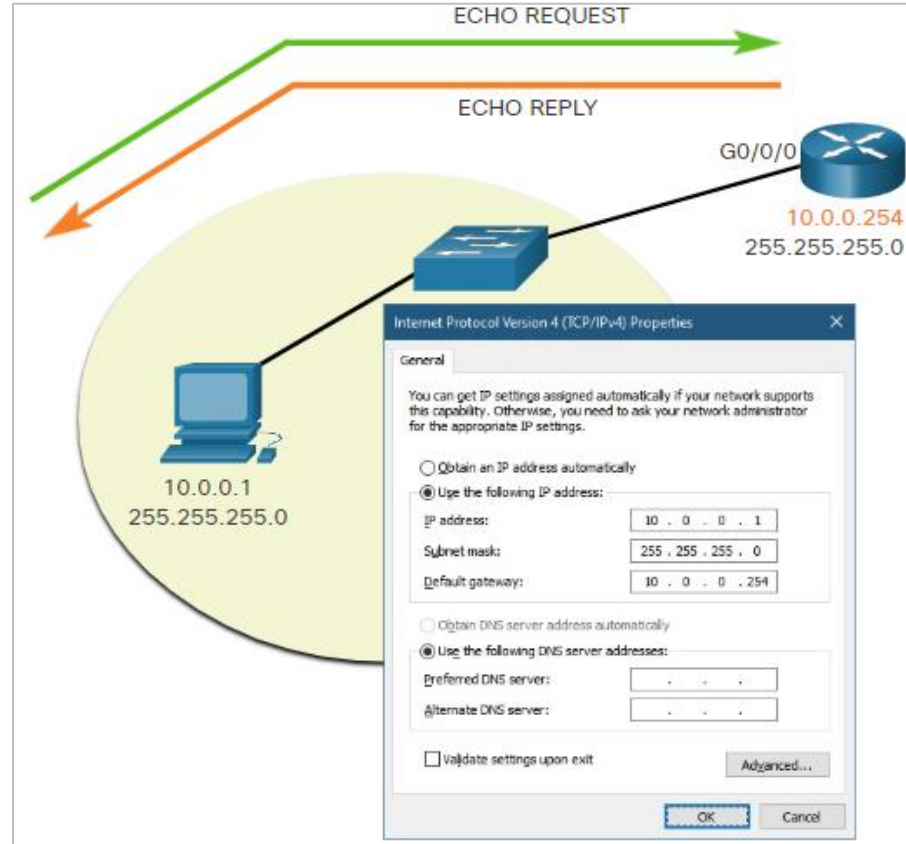 ECHO REQUEST
ECHO REPLY
G0/0/0
10.0.0.254
255.255.255.0
10.0.0.1
255.255.255.0
Internet Protocol Version 4 (TCP/IPv4) Properties
General
You can get IP settings assigned automatically if your network supports
this capability. Otherwise, you need to ask your network administrator
for the appropriate IP settings.
Obtain an IP address automatically
Use the following IP address:
IP address: 10 . 0 . 0 . 1
Subnet mask: 255 . 255 . 255 . 0
Default gateway: 10 . 0 . 0 . 254
Obtain DNS server address automatically
Use the following DNS server addresses:
Preferred DNS server: . . .
Alternate DNS server: . . .
Validate settings upon exit
Advanced...
OK Cancel